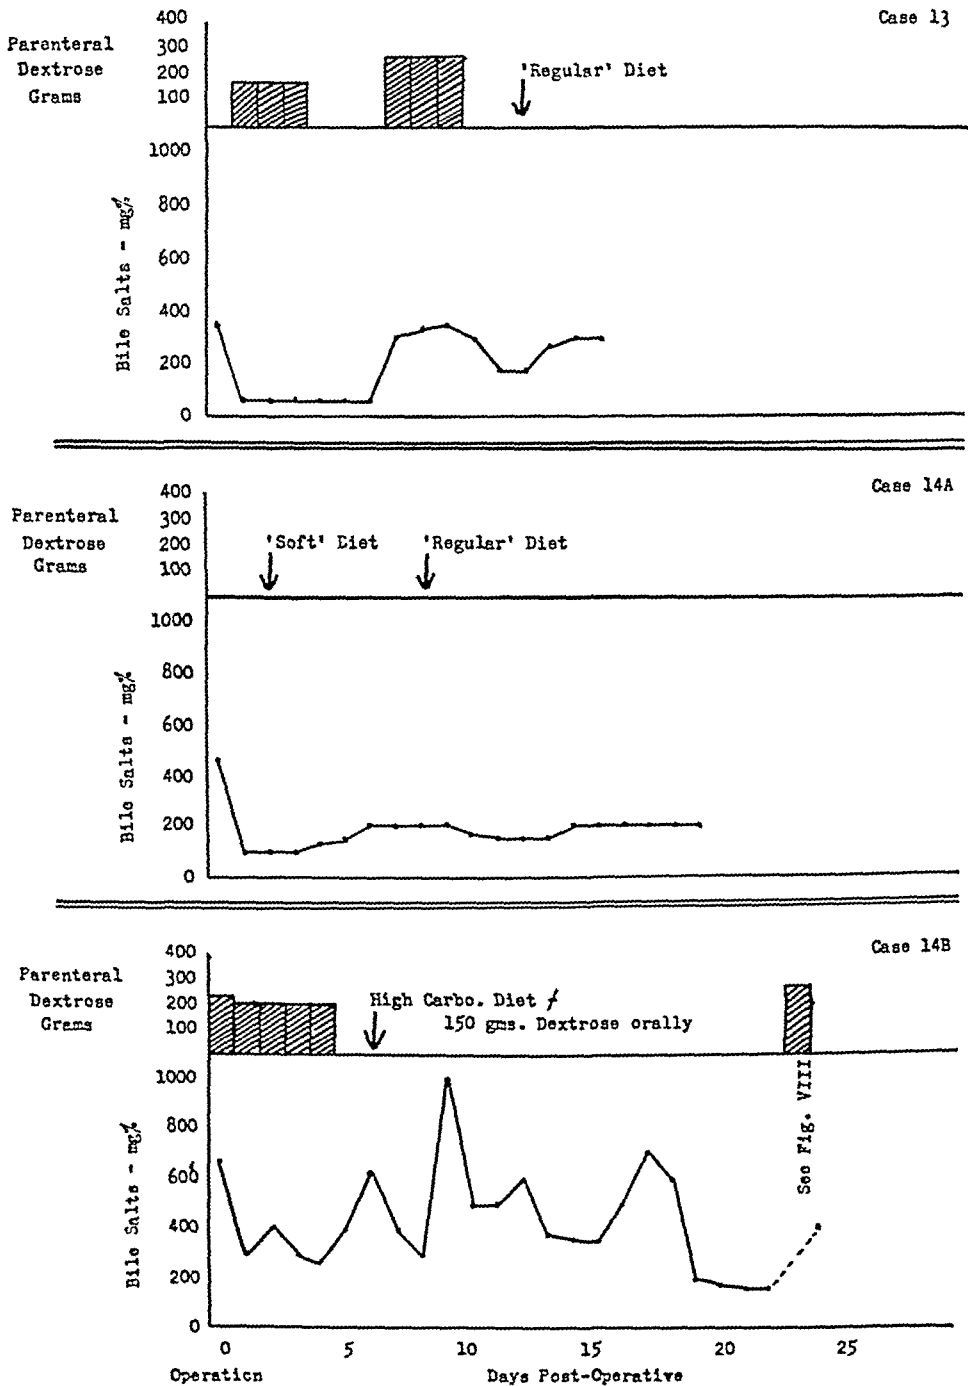 Case 13
Parenteral
Dextrose
Grams
400
300
200
100
'Regular' Diet
Bile Salts - mg%
1000
800
600
400
200
0
Case 14A
Parenteral
Dextrose
Grams
400
300
200
100
'Soft' Diet
'Regular' Diet
Bile Salts - mg%
1000
800
600
400
200
0
Case 14B
Parenteral
Dextrose
Grams
400
300
200
100
High Carbo. Diet +
150 gms. Dextrose orally
See Fig. VIII
Bile Salts - mg%
1000
800
600
400
200
0
0 5 10 15 20 25
Operation Days Post-Operative